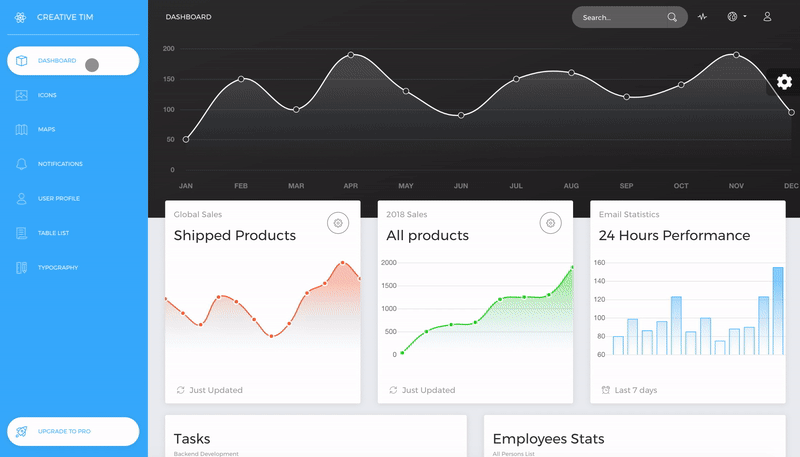 CREATIVE TIM
DASHBOARD
ICONS
MAPS
NOTIFICATIONS
USER PROFILE
TABLE LIST
TYPOGRAPHY
UPGRADE TO PRO
DASHBOARD
Search...
200
150
100
50
0
JAN FEB MAR APR MAY JUN JUL AUG SEP OCT NOV DEC
Global Sales
Shipped Products
Just Updated
2018 Sales
All products
2000
1500
1000
500
0
Just Updated
Email Statistics
24 Hours Performance
160
140
120
100
80
60
Last 7 days
Tasks
Backend Development
Employees Stats
All Persons List